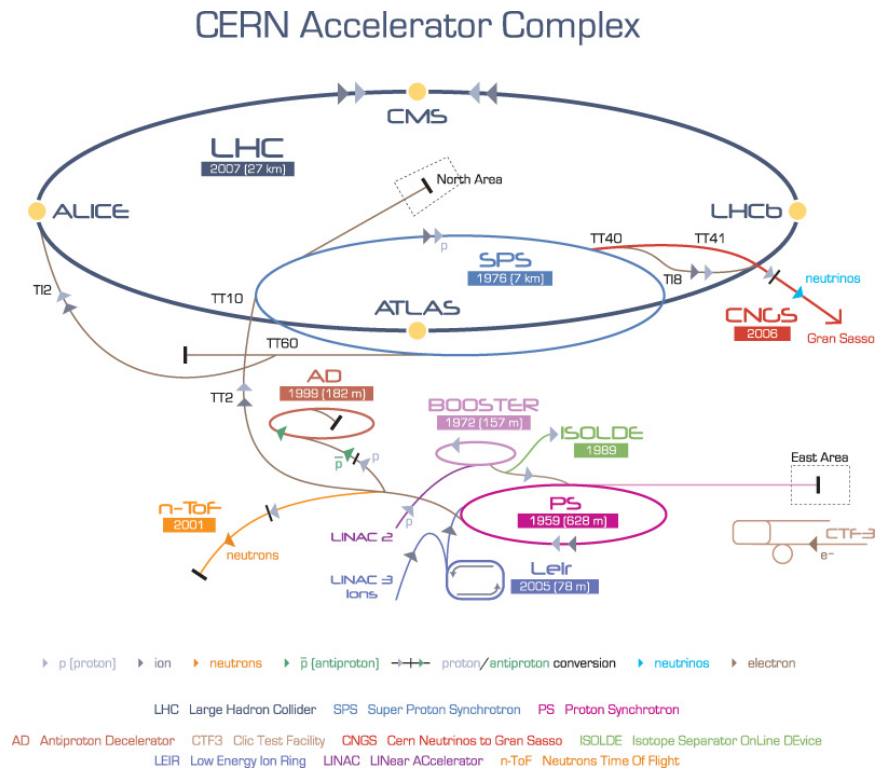 CERN Accelerator Complex
CMS
LHC
2007 (27 km)
North Area
ALICE
LHCb
TT40
TT41
SPS
1976 (7 km)
TI8
TI2
TT10
neutrinos
ATLAS
CNGS
2006
Gran Sasso
TT60
AD
1999 (182 m)
TT2
BOOSTER
1972 (157 m)
ISOLDE
1989
p
p
p̄
East Area
n-ToF
2001
PS
1959 (628 m)
p
LINAC 2
neutrons
CTF-3
e-
LINAC 3
Ions
Leir
2005 (78 m)
p (proton) ion neutrons p̄ (antiproton) proton/antiproton conversion neutrinos electron
LHC Large Hadron Collider SPS Super Proton Synchrotron PS Proton Synchrotron
AD Antiproton Decelerator CTF3 Clic Test Facility CNGS Cern Neutrinos to Gran Sasso ISOLDE Isotope Separator OnLine DEvice
LEIR Low Energy Ion Ring LINAC LINear ACcelerator n-ToF Neutrons Time Of Flight